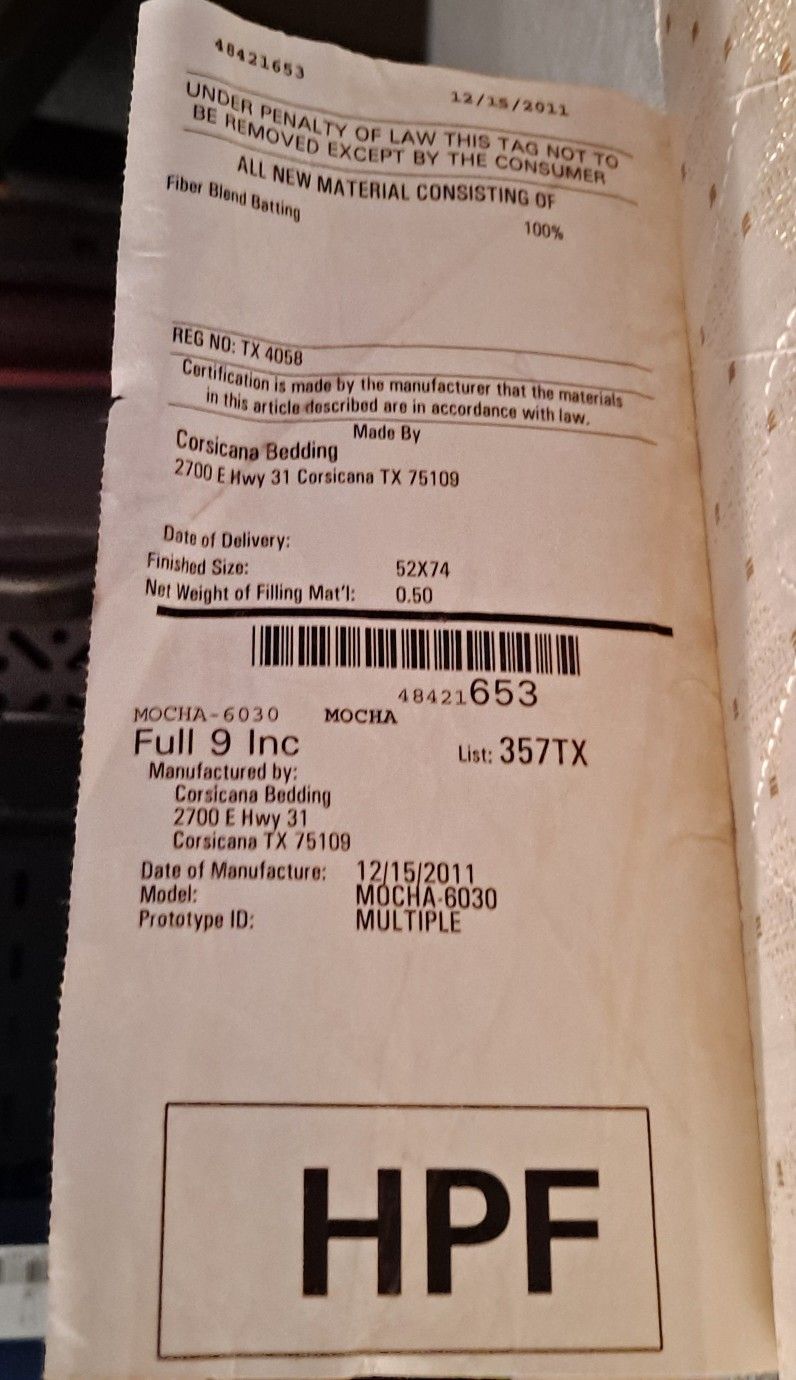 48421653
12/15/2011
UNDER PENALTY OF LAW THIS TAG NOT TO
BE REMOVED EXCEPT BY THE CONSUMER
ALL NEW MATERIAL CONSISTING OF
Fiber Blend Batting 100%
REG NO: TX 4058
Certification is made by the manufacturer that the materials
in this article described are in accordance with law.
Made By
Corsicana Bedding
2700 E Hwy 31 Corsicana TX 75109
Date of Delivery:
Finished Size: 52X74
Net Weight of Filling Mat'l: 0.50
48421653
MOCHA-6030 MOCHA
Full 9 Inc List: 357TX
Manufactured by:
Corsicana Bedding
2700 E Hwy 31
Corsicana TX 75109
Date of Manufacture: 12/15/2011
Model: MOCHA-6030
Prototype ID: MULTIPLE
HPF